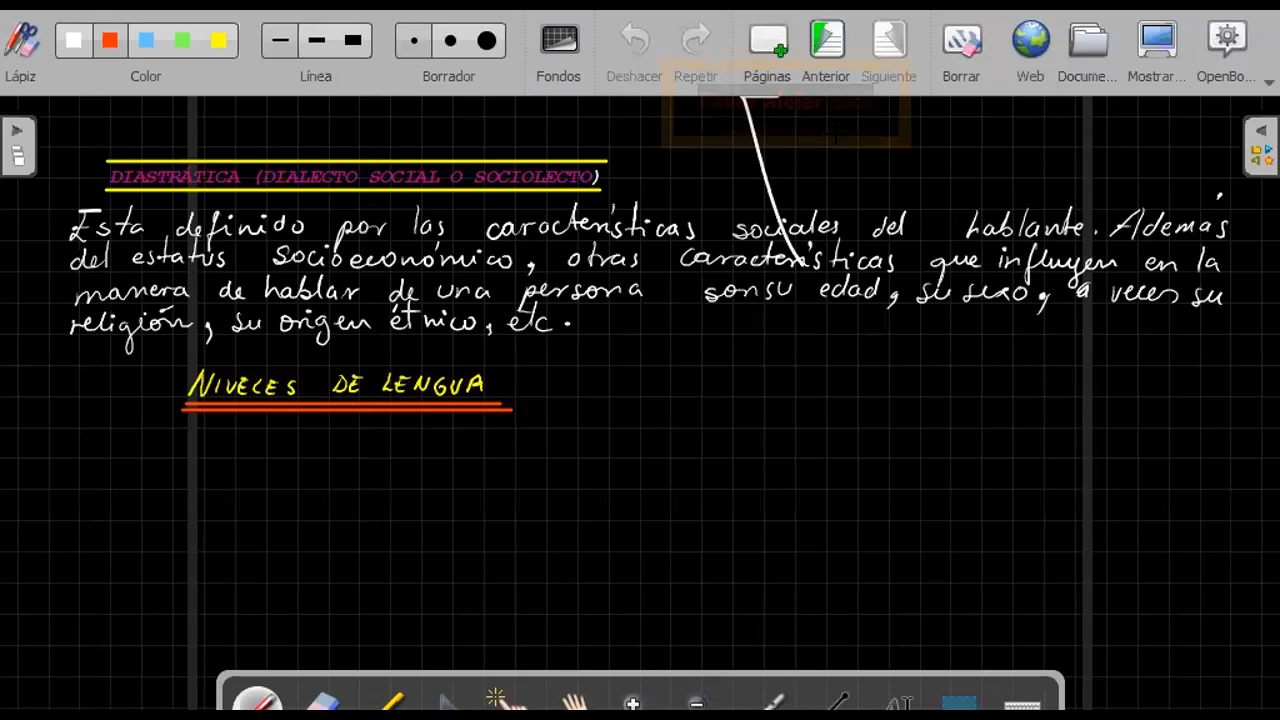 Lápiz Color Línea Borrador Fondos Deshacer Repetir Páginas Anterior Siguiente Borrar Web Docume... Mostrar... OpenBo...
DIASTRÁTICA (DIALECTO SOCIAL O SOCIOLECTO)
Esta definido por las características sociales del hablante. Además
del estatus socioeconómico, otras características que influyen en la
manera de hablar de una persona son su edad, su sexo, a veces su
religión, su origen étnico, etc.
NIVELES DE LENGUA